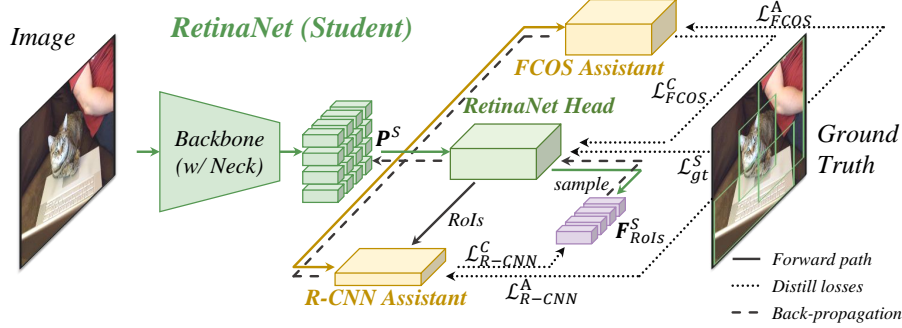 Image
RetinaNet (Student)
Backbone
(w/ Neck)
P^S
FCOS Assistant
RetinaNet Head
R-CNN Assistant
RoIs
sample
F^S_RoIs
L^A_FCOS
L^C_FCOS
L^S_gt
L^C_R-CNN
L^A_R-CNN
Ground
Truth
Forward path
Distill losses
Back-propagation